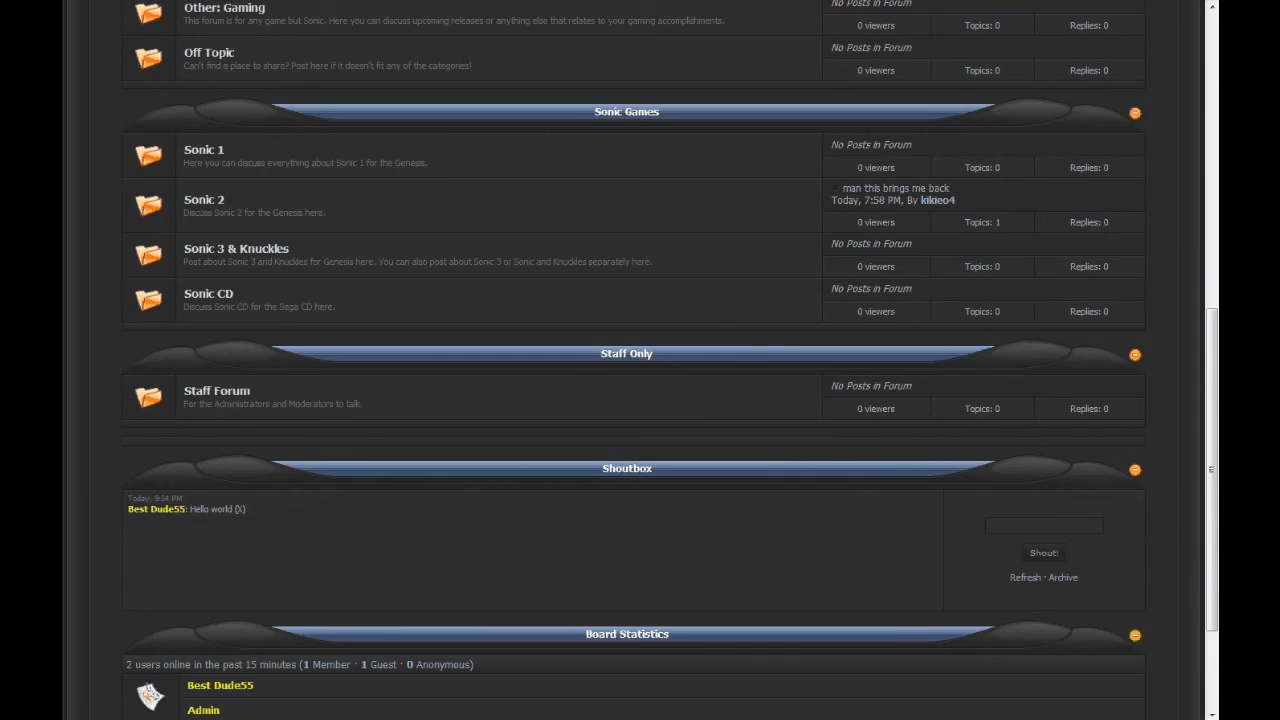 Other: Gaming
This forum is for any game but Sonic. Here you can discuss upcoming releases or anything else that relates to your gaming accomplishments.
No Posts in Forum
0 viewers Topics: 0 Replies: 0
Off Topic
Can't find a place to share? Post here if it doesn't fit any of the categories!
No Posts in Forum
0 viewers Topics: 0 Replies: 0
Sonic Games
Sonic 1
Here you can discuss everything about Sonic 1 for the Genesis.
No Posts in Forum
0 viewers Topics: 0 Replies: 0
Sonic 2
Discuss Sonic 2 for the Genesis here.
man this brings me back
Today, 7:58 PM, By kikieo4
0 viewers Topics: 1 Replies: 0
Sonic 3 & Knuckles
Post about Sonic 3 and Knuckles for Genesis here. You can also post about Sonic 3 or Sonic and Knuckles separately here.
No Posts in Forum
0 viewers Topics: 0 Replies: 0
Sonic CD
Discuss Sonic CD for the Sega CD here.
No Posts in Forum
0 viewers Topics: 0 Replies: 0
Staff Only
Staff Forum
For the Administrators and Moderators to talk.
No Posts in Forum
0 viewers Topics: 0 Replies: 0
Shoutbox
Today, 9:54 PM
Best Dude55: Hello world (X)
Shout!
Refresh · Archive
Board Statistics
2 users online in the past 15 minutes (1 Member · 1 Guest · 0 Anonymous)
Best Dude55
Admin